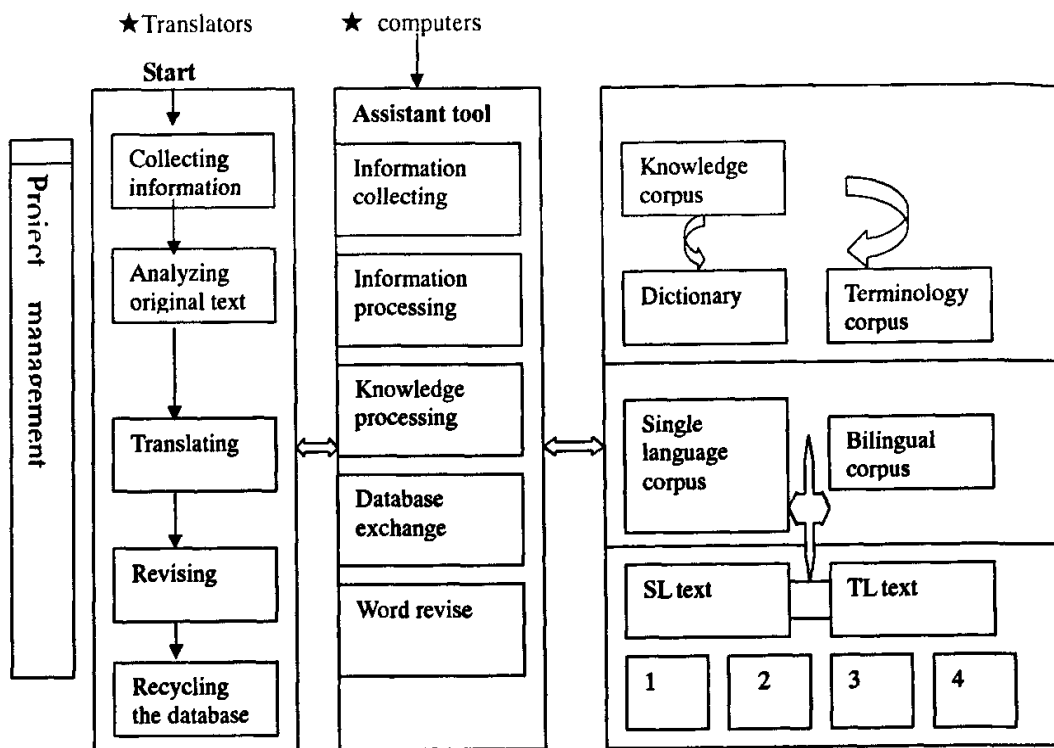 ★Translators
★ computers
Start
Project management
Collecting
information
Analyzing
original text
Translating
Revising
Recycling
the database
Assistant tool
Information
collecting
Information
processing
Knowledge
processing
Database
exchange
Word revise
Knowledge
corpus
Dictionary
Terminology
corpus
Single
language
corpus
Bilingual
corpus
SL text
TL text
1
2
3
4